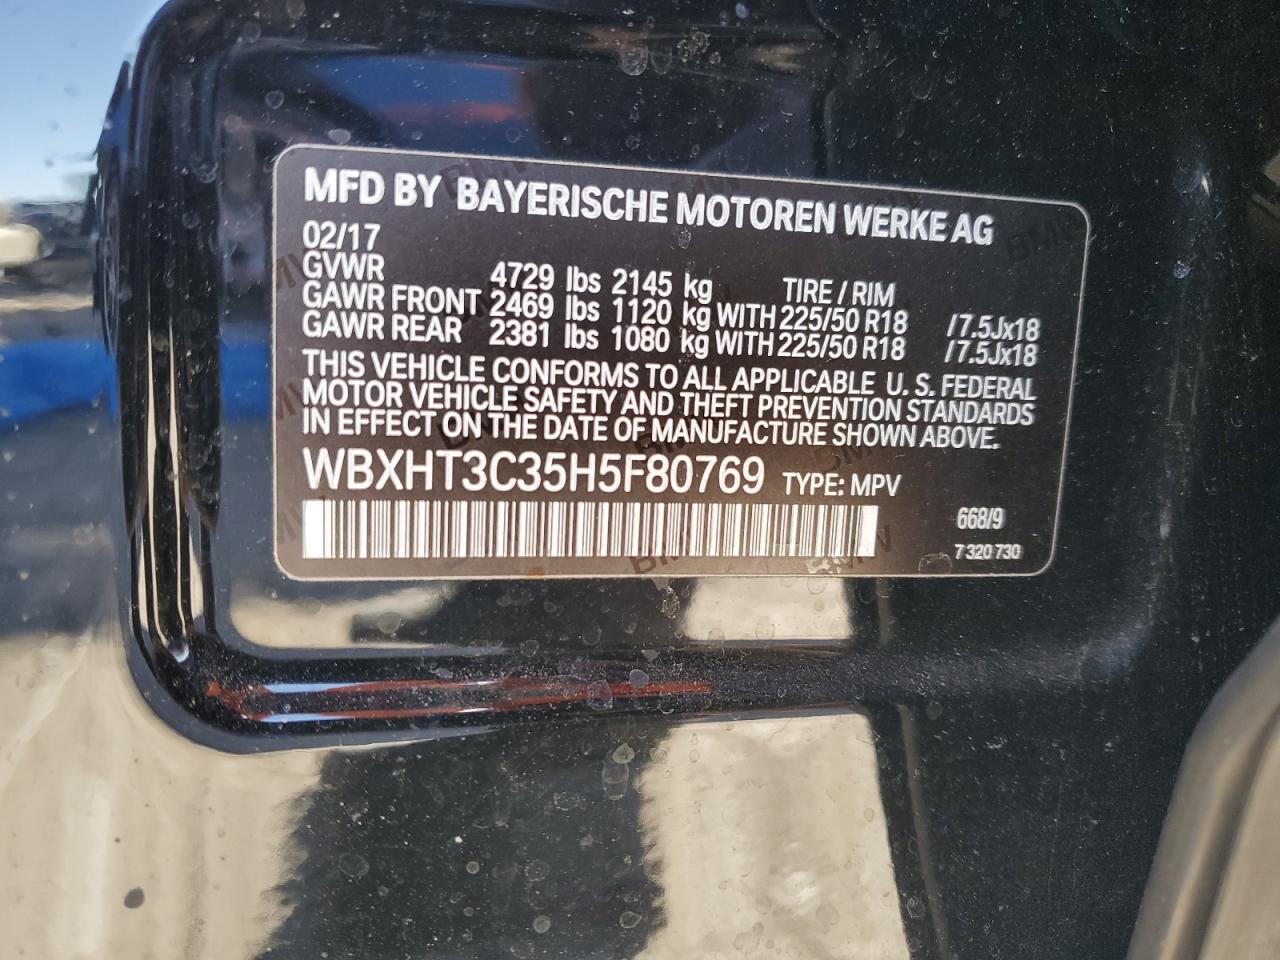 MFD BY BAYERISCHE MOTOREN WERKE AG
02/17
GVWR 4729 lbs 2145 kg TIRE / RIM
GAWR FRONT 2469 lbs 1120 kg WITH 225/50 R18 /7.5Jx18
GAWR REAR 2381 lbs 1080 kg WITH 225/50 R18 /7.5Jx18
THIS VEHICLE CONFORMS TO ALL APPLICABLE U. S. FEDERAL
MOTOR VEHICLE SAFETY AND THEFT PREVENTION STANDARDS
IN EFFECT ON THE DATE OF MANUFACTURE SHOWN ABOVE.
WBXHT3C35H5F80769 TYPE: MPV
668/9
7 320 730